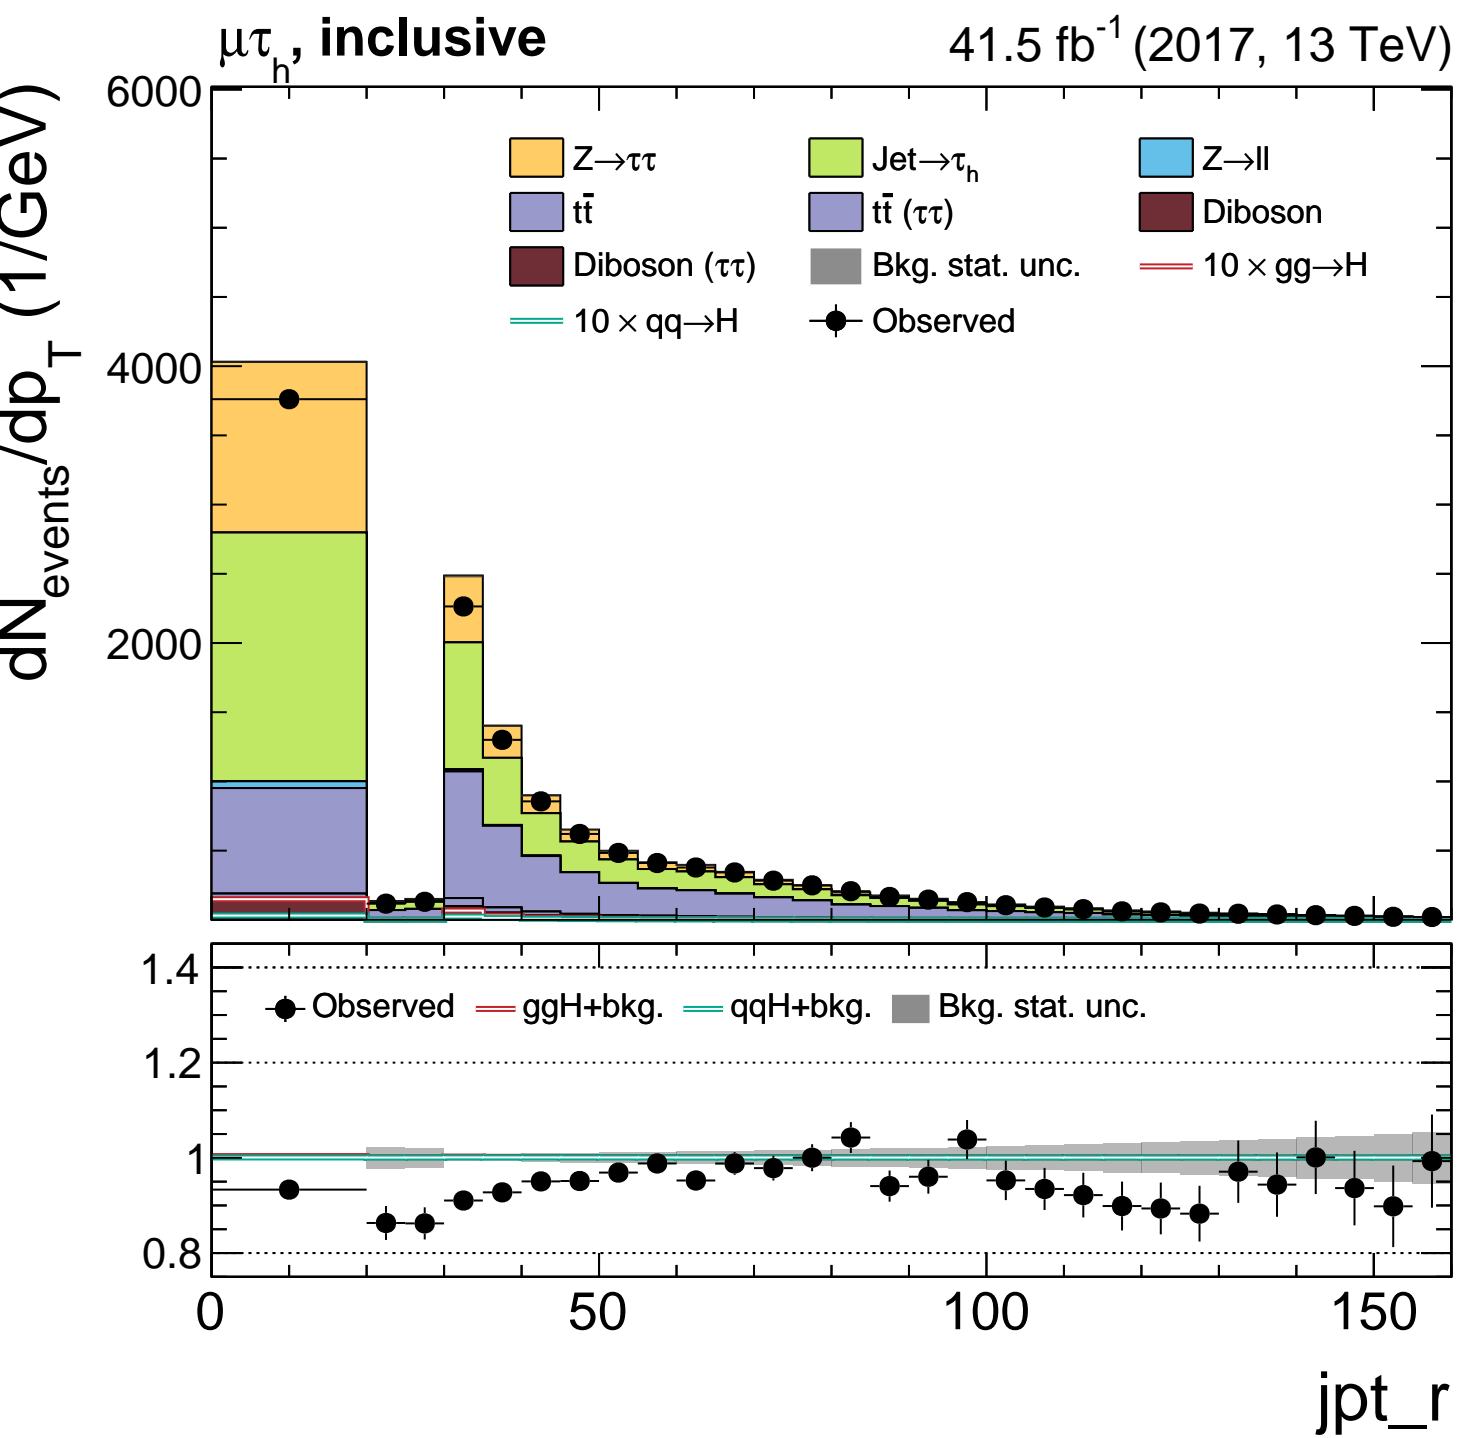 μτh, inclusive
41.5 fb-1 (2017, 13 TeV)
dNevents/dpT (1/GeV)
6000
4000
2000
Z→ττ
Jet→τh
Z→ll
tt̄
tt̄ (ττ)
Diboson
Diboson (ττ)
Bkg. stat. unc.
10 × gg→H
10 × qq→H
Observed
1.4
1.2
1
0.8
Observed
ggH+bkg.
qqH+bkg.
Bkg. stat. unc.
0
50
100
150
jpt_r